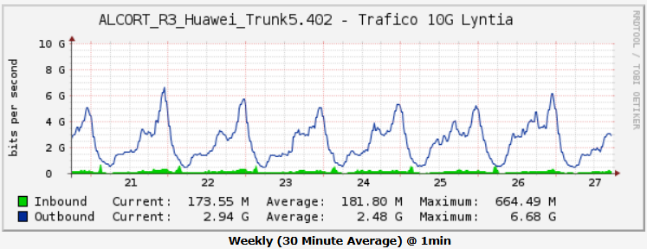 ALCORT_R3_Huawei_Trunk5.402 - Trafico 10G Lyntia
RRDTOOL / TOBI OETIKER
bits per second
10 G
8 G
6 G
4 G
2 G
0
21 22 23 24 25 26 27
Inbound Current: 173.55 M Average: 181.80 M Maximum: 664.49 M
Outbound Current: 2.94 G Average: 2.48 G Maximum: 6.68 G
Weekly (30 Minute Average) @ 1min